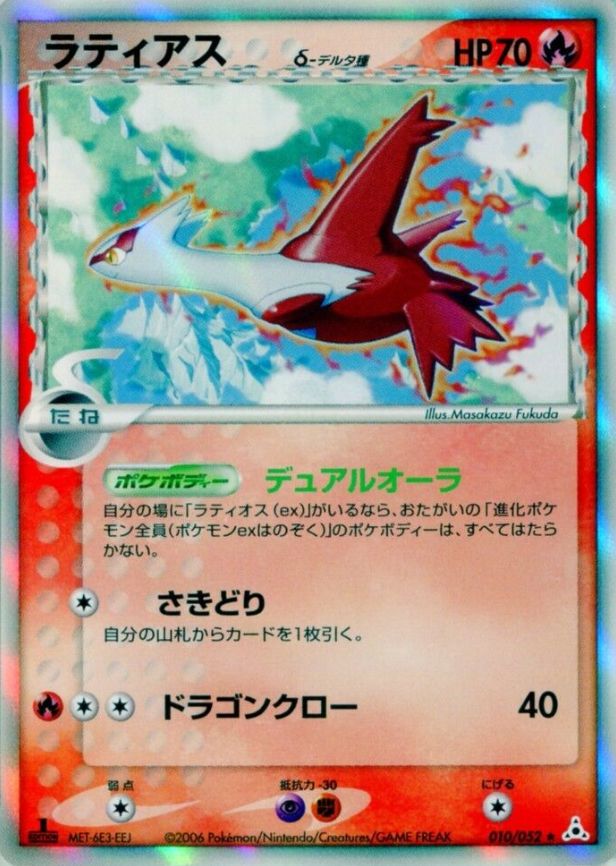 ラティアス δ-デルタ種 HP70
たね
Illus.Masakazu Fukuda
ポケボディー デュアルオーラ
自分の場に「ラティオス(ex)」がいるなら、おたがいの「進化ポケ
モン全員(ポケモンexはのぞく)」のポケボディーは、すべてはたら
かない。
さきどり
自分の山札からカードを1枚引く。
ドラゴンクロー 40
弱点 抵抗力 -30 にげる
1 EDITION MET-6E3-EEJ ©2006 Pokémon/Nintendo/Creatures/GAME FREAK 010/052 ★